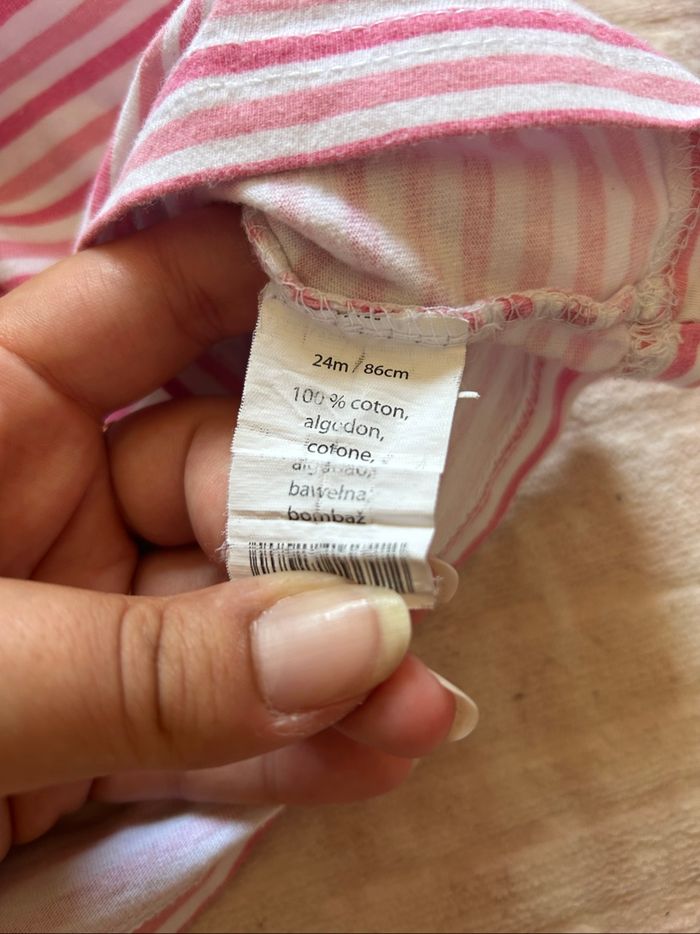 24m / 86cm
100 % coton,
algodon,
cotone,
bawełna,
bombaž